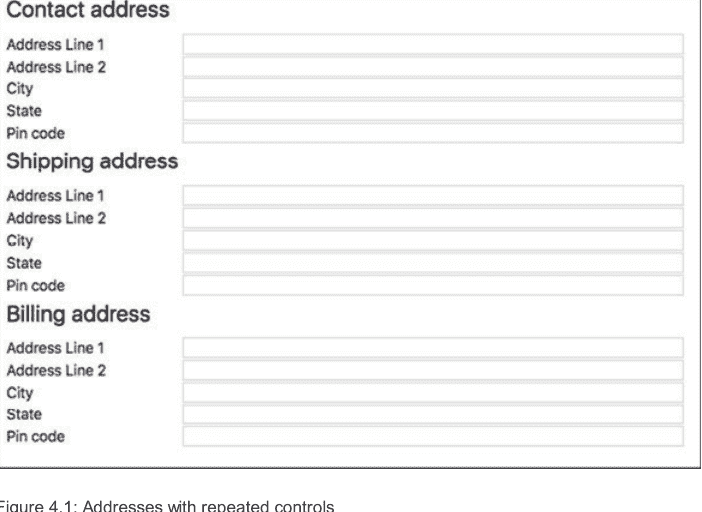 Contact address
Address Line 1
Address Line 2
City
State
Pin code
Shipping address
Address Line 1
Address Line 2
City
State
Pin code
Billing address
Address Line 1
Address Line 2
City
State
Pin code
Figure 4.1: Addresses with repeated controls